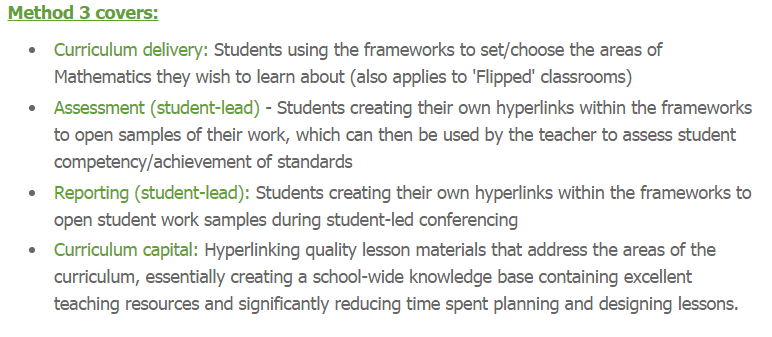 Method 3 covers:
• Curriculum delivery: Students using the frameworks to set/choose the areas of
Mathematics they wish to learn about (also applies to 'Flipped' classrooms)
• Assessment (student-lead) - Students creating their own hyperlinks within the frameworks
to open samples of their work, which can then be used by the teacher to assess student
competency/achievement of standards
• Reporting (student-lead): Students creating their own hyperlinks within the frameworks to
open student work samples during student-led conferencing
• Curriculum capital: Hyperlinking quality lesson materials that address the areas of the
curriculum, essentially creating a school-wide knowledge base containing excellent
teaching resources and significantly reducing time spent planning and designing lessons.